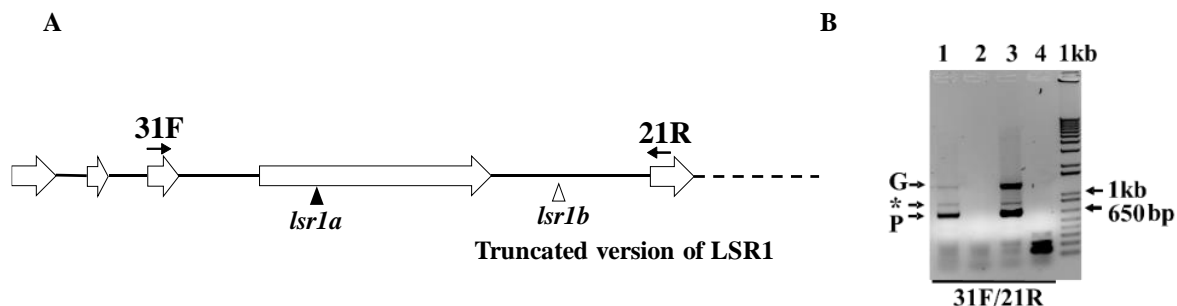 A
B
1 2 3 4 1kb
31F
21R
G
*
P
1kb
650 bp
lsr1a
lsr1b
Truncated version of LSR1
31F/21R